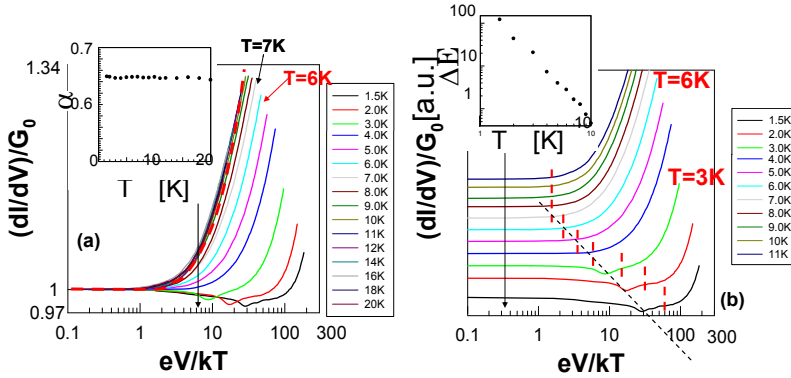 0.7
α
0.6
0
0
10
20
T [K]
1.34
(dI/dV)/G0
1
0.97
T=7K
T=6K
(a)
0.1
1
10
100
300
eV/kT
1.5K
2.0K
3.0K
4.0K
5.0K
6.0K
7.0K
8.0K
9.0K
10K
11K
12K
14K
16K
18K
20K
100
10
1
ΔE
[a.u.]
1
10
10
T [K]
(dI/dV)/G0
T=6K
T=3K
(b)
0.1
1
10
100
300
eV/kT
1.5K
2.0K
3.0K
4.0K
5.0K
6.0K
7.0K
8.0K
9.0K
10K
11K